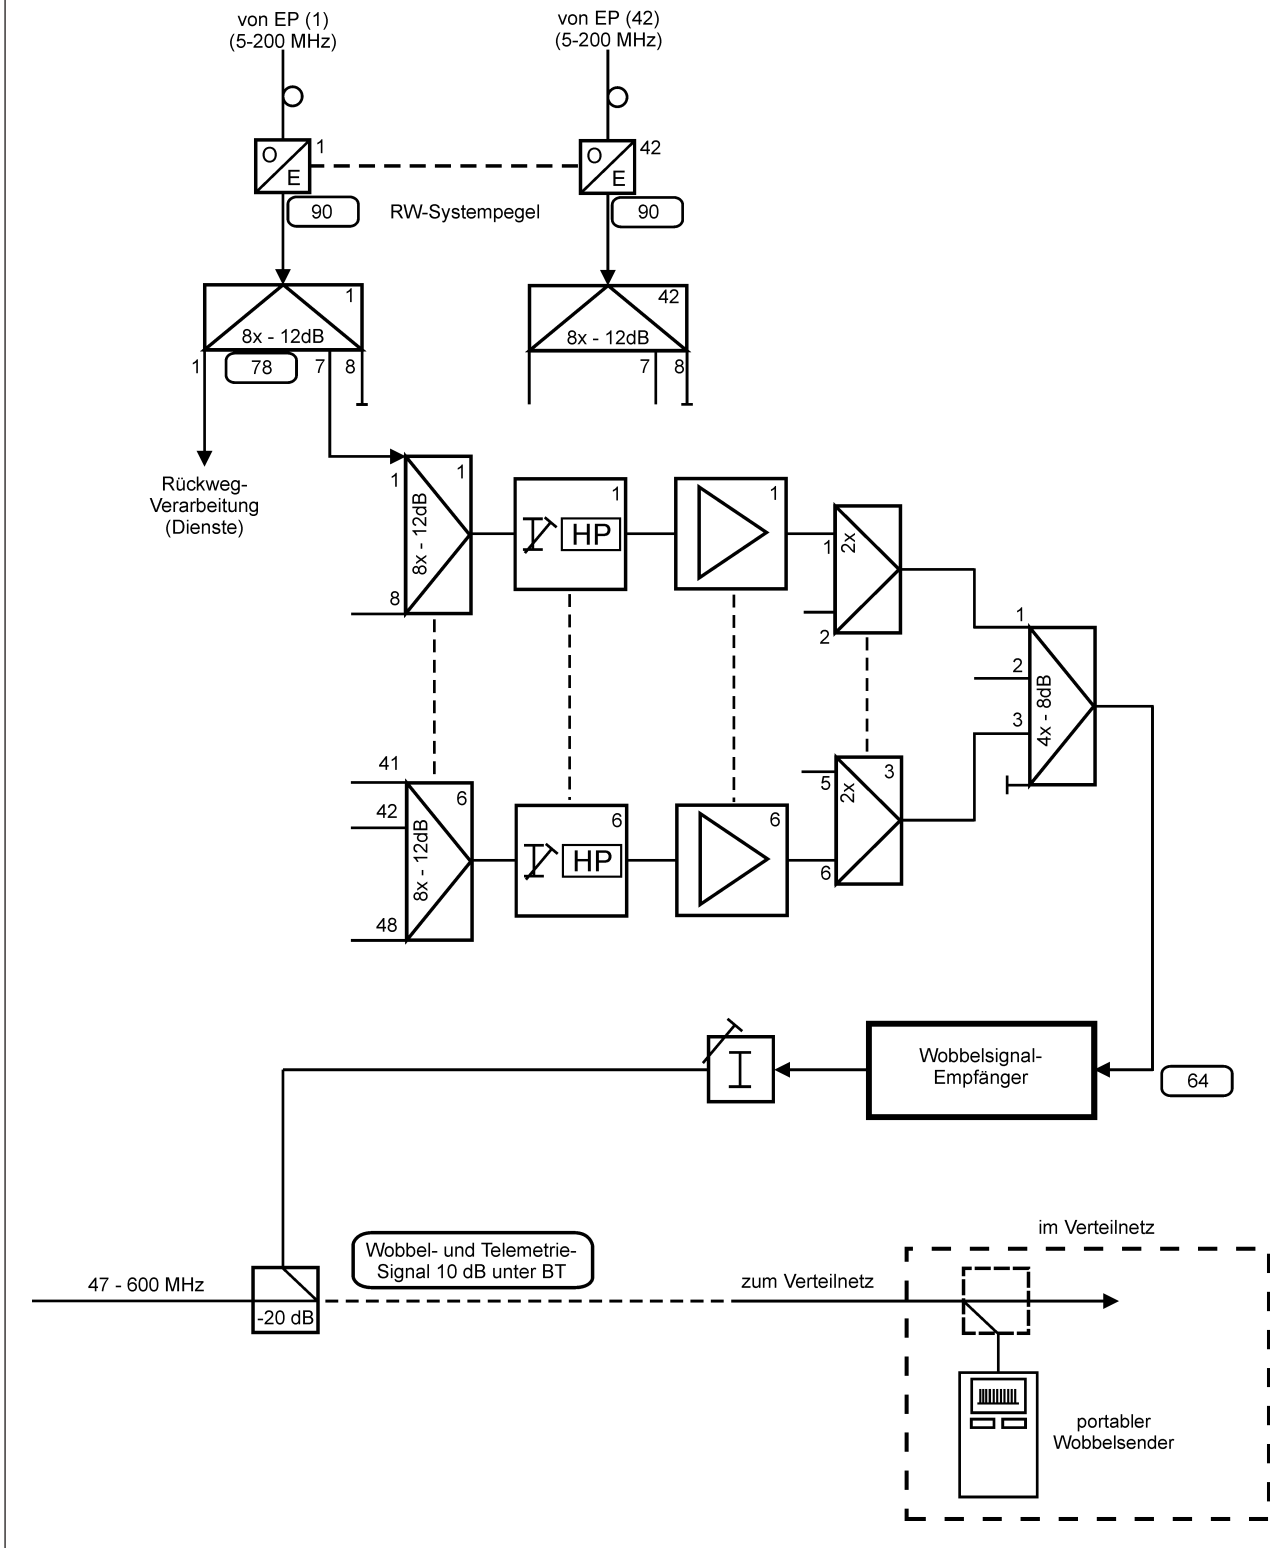 von EP (1)
(5-200 MHz)
von EP (42)
(5-200 MHz)
O
E
1
O
E
42
90
RW-Systempegel
90
1
8x - 12dB
42
8x - 12dB
1
78
7
8
7
8
Rückweg-
Verarbeitung
(Dienste)
1
8
8x - 12dB
1
1
HP
1
1
2
2x
1
2
3
4x - 8dB
41
42
48
8x - 12dB
6
6
HP
6
5
6
2x
3
Wobbelsignal-
Empfänger
64
Wobbel- und Telemetrie-
Signal 10 dB unter BT
47 - 600 MHz
-20 dB
zum Verteilnetz
im Verteilnetz
portabler
Wobbelsender